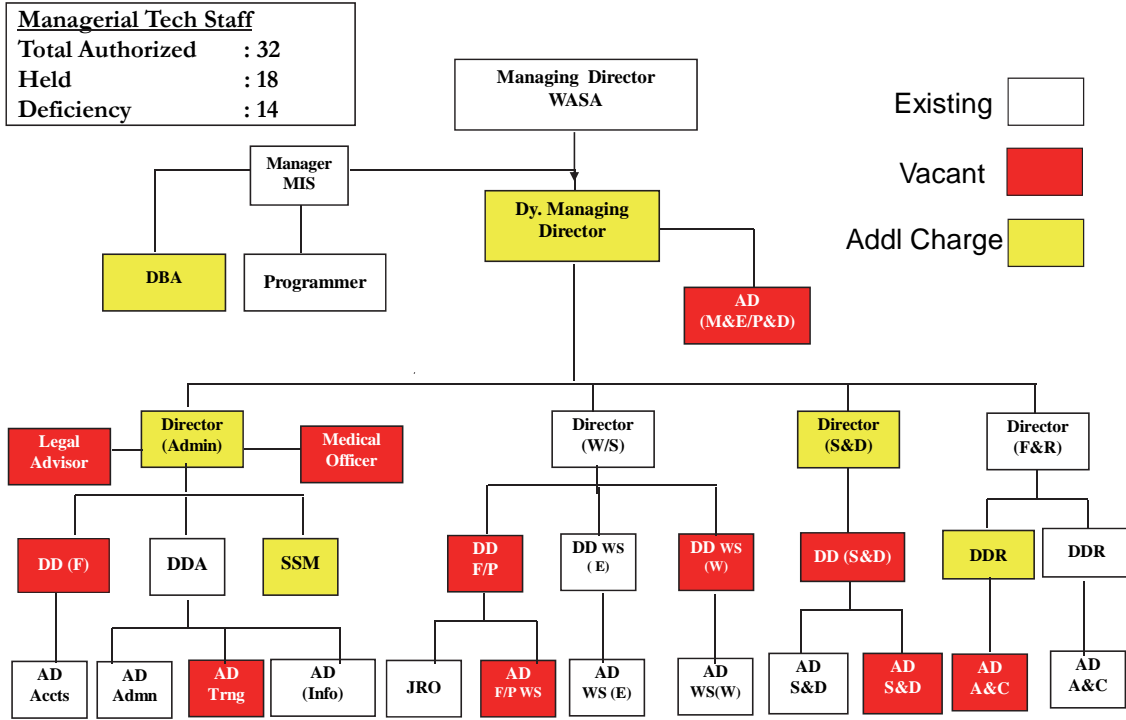 Managerial Tech Staff
Total Authorized : 32
Held : 18
Deficiency : 14
Managing Director
WASA
Existing
Vacant
Addl Charge
Manager
MIS
Dy. Managing
Director
DBA
Programmer
AD
(M&E/P&D)
Legal
Advisor
Director
(Admin)
Medical
Officer
Director
(W/S)
Director
(S&D)
Director
(F&R)
DD (F)
DDA
SSM
DD
F/P
DD WS
( E)
DD WS
(W)
DD (S&D)
DDR
DDR
AD
Accts
AD
Admn
AD
Trng
AD
(Info)
JRO
AD
F/P WS
AD
WS (E)
AD
WS(W)
AD
S&D
AD
S&D
AD
A&C
AD
A&C